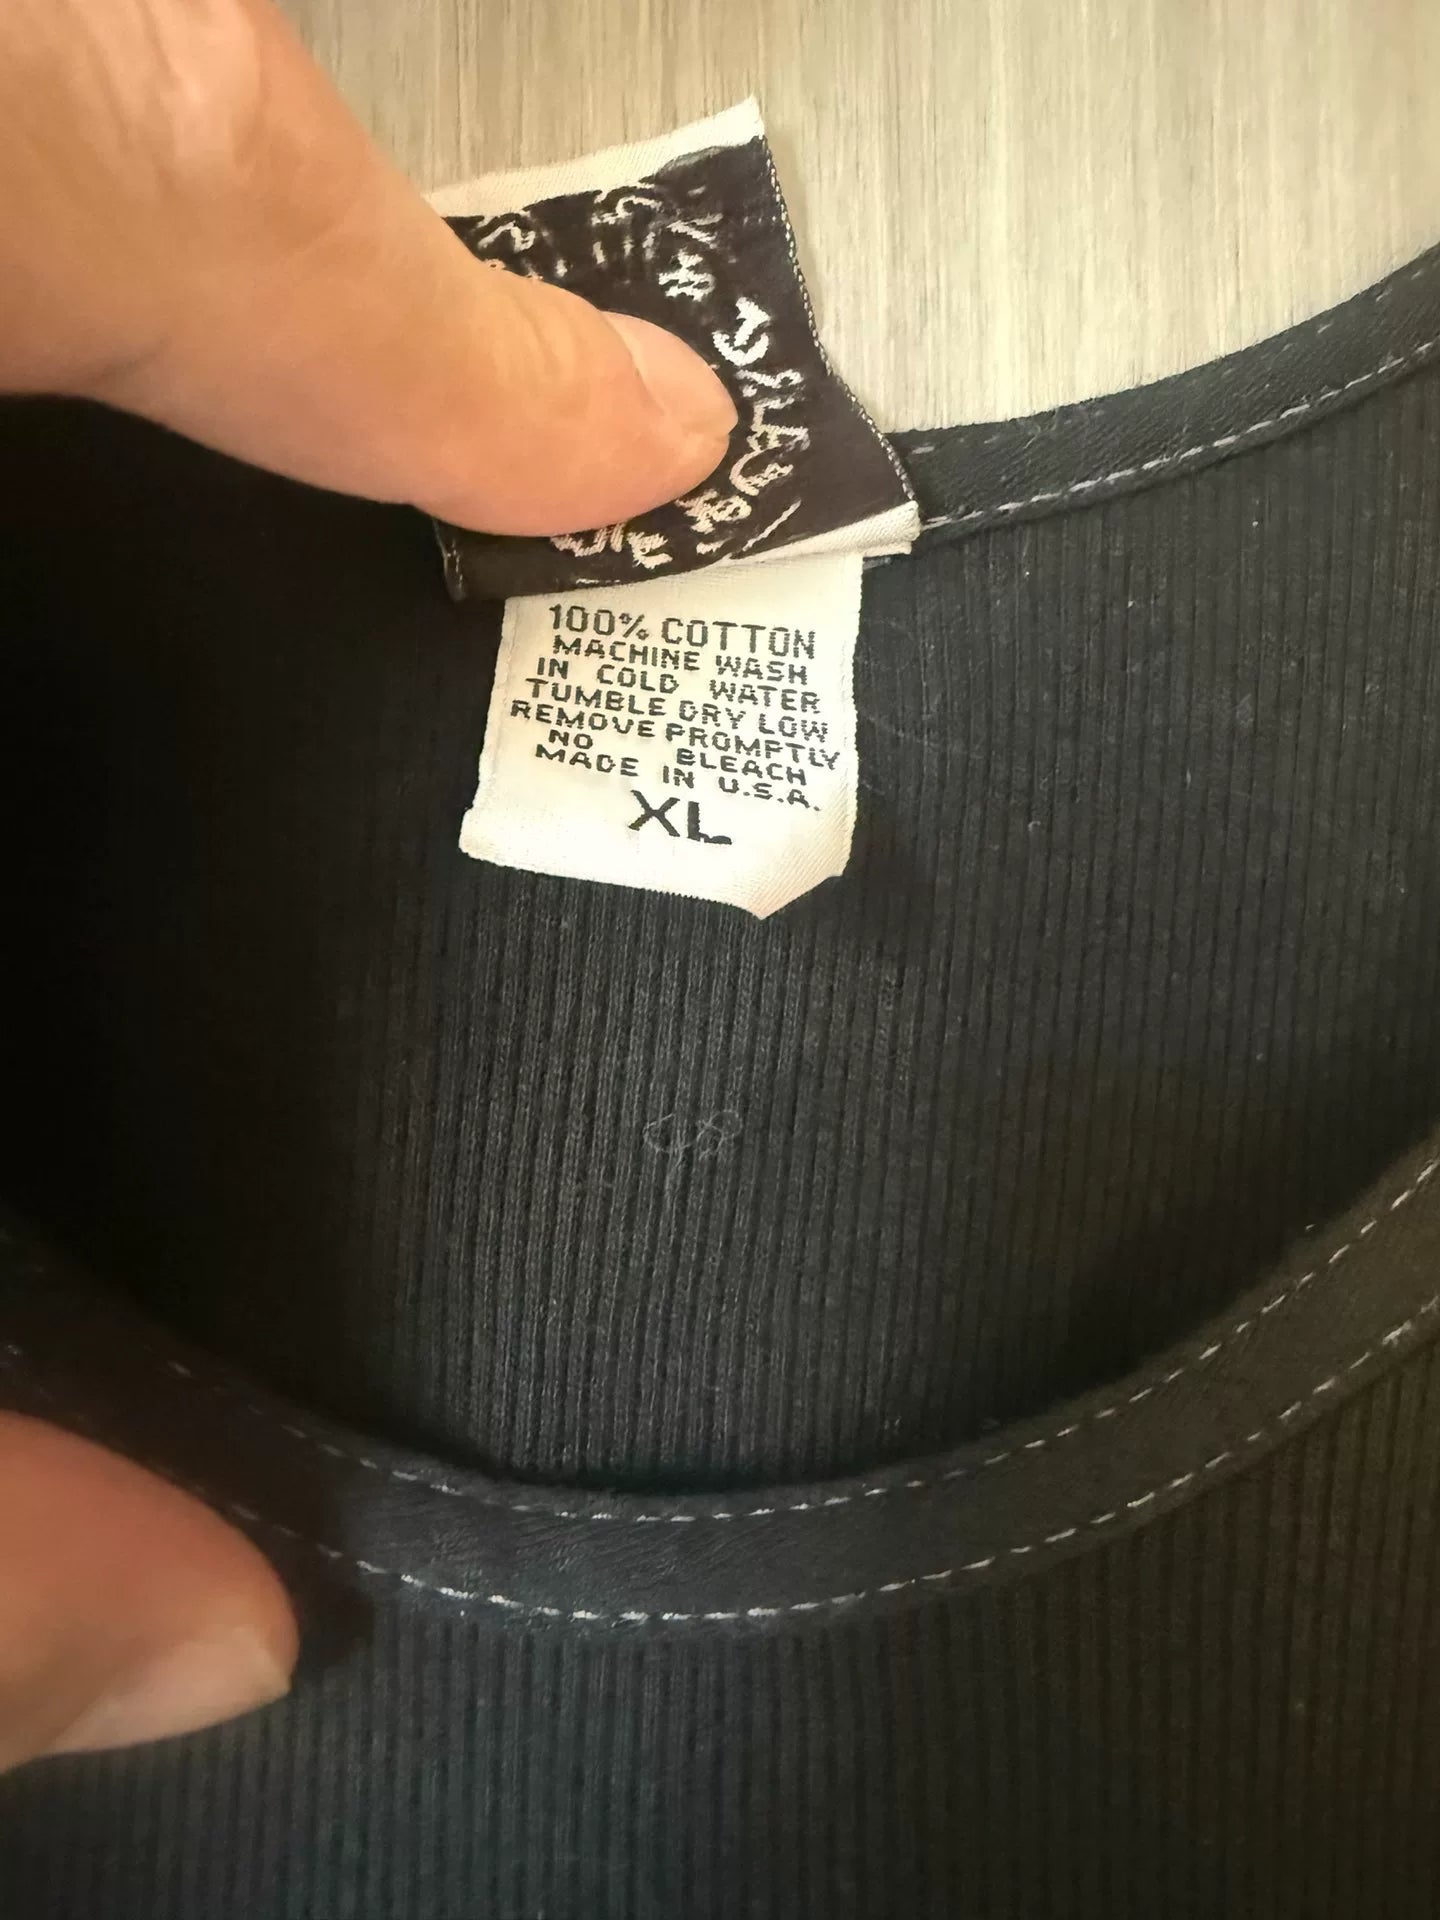 100% COTTON
MACHINE WASH
IN COLD WATER
TUMBLE DRY LOW
REMOVE PROMPTLY
NO BLEACH
MADE IN U.S.A.
XL